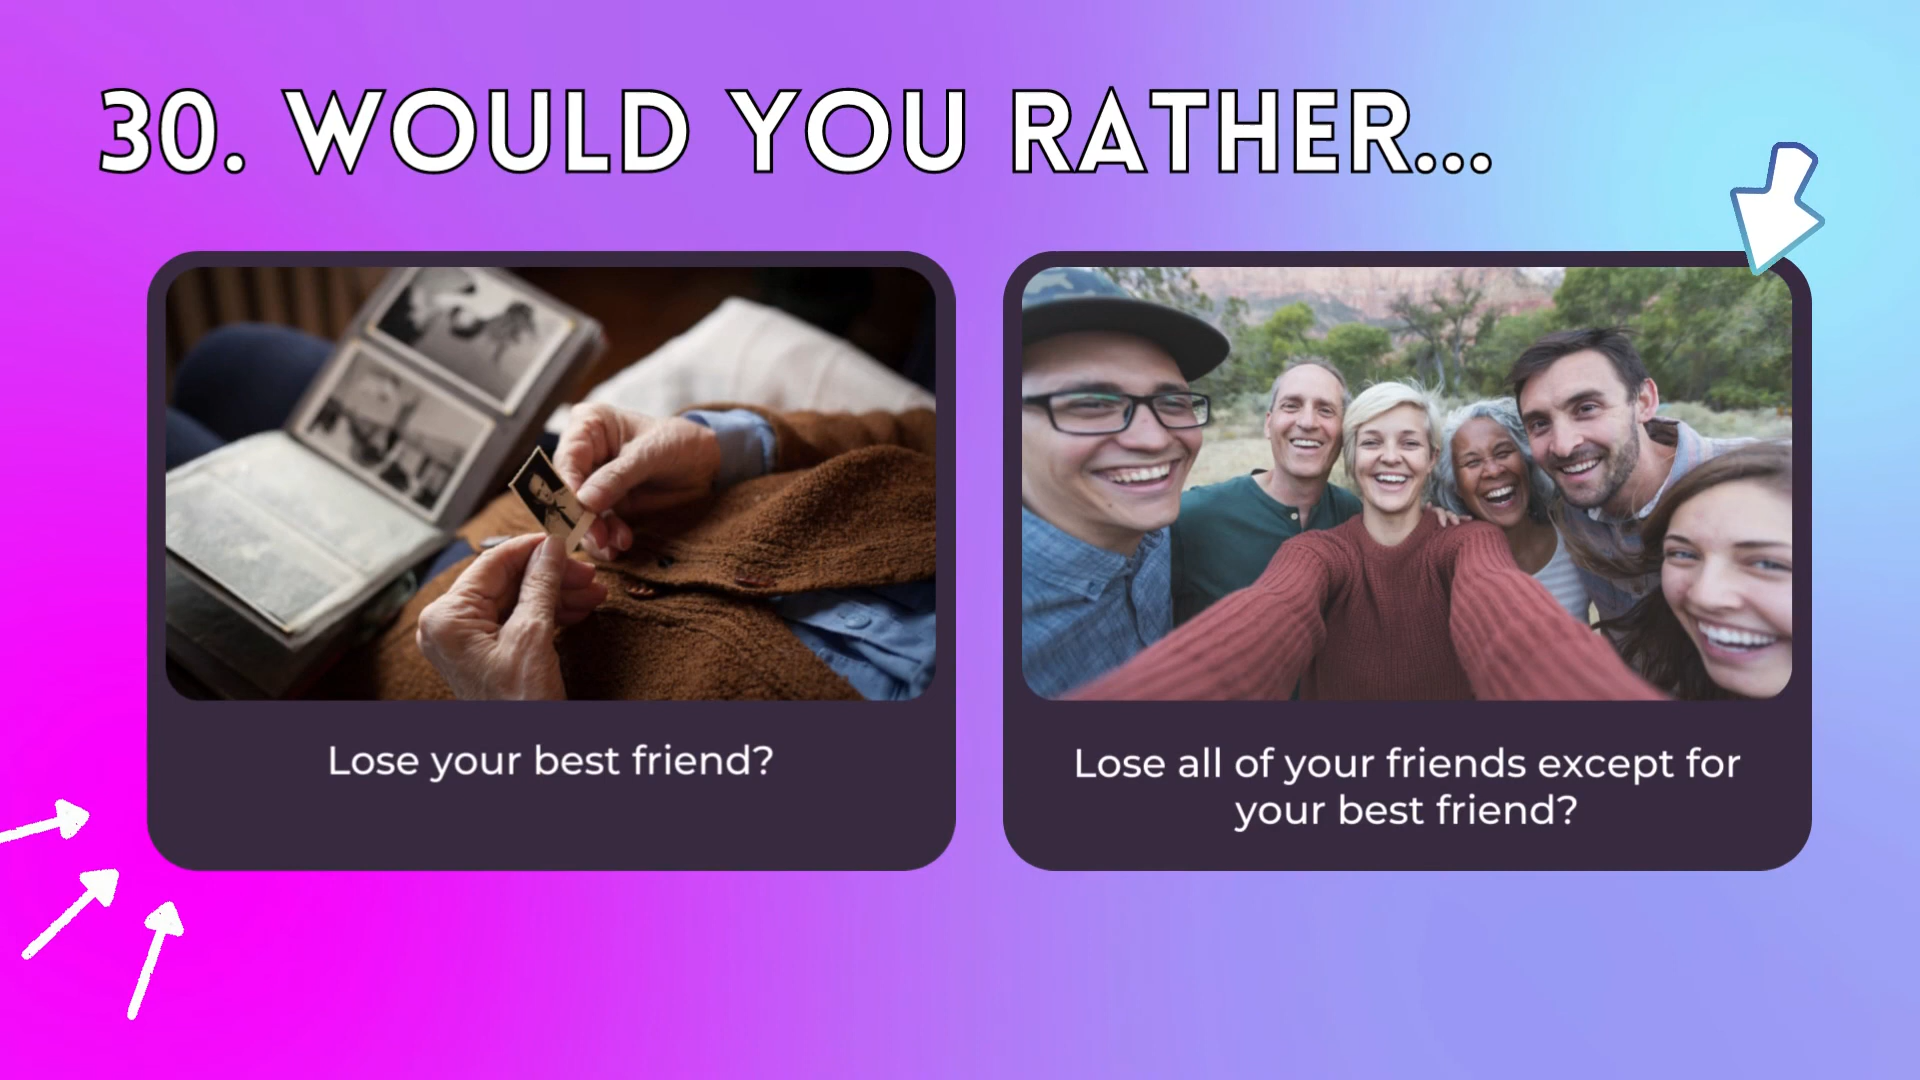 30. WOULD YOU RATHER...
Lose your best friend?
Lose all of your friends except for
your best friend?